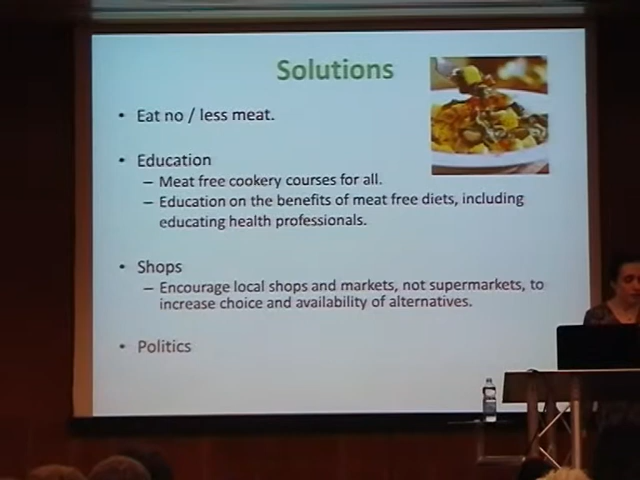 Solutions
• Eat no / less meat.
• Education
– Meat free cookery courses for all.
– Education on the benefits of meat free diets, including
educating health professionals.
• Shops
– Encourage local shops and markets, not supermarkets, to
increase choice and availability of alternatives.
• Politics